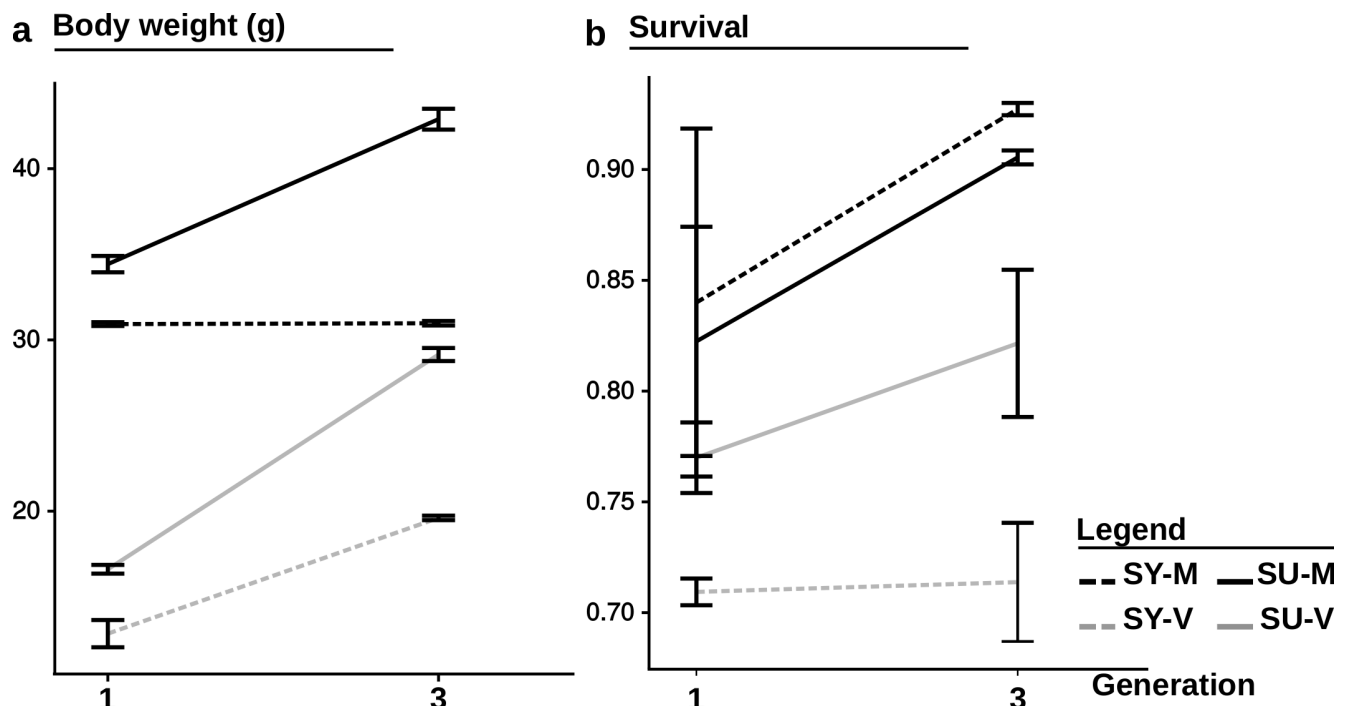 a Body weight (g)
40
30
20
1 3
b Survival
0.90
0.85
0.80
0.75
0.70
1 3
Generation
Legend
SY-M SU-M
SY-V SU-V